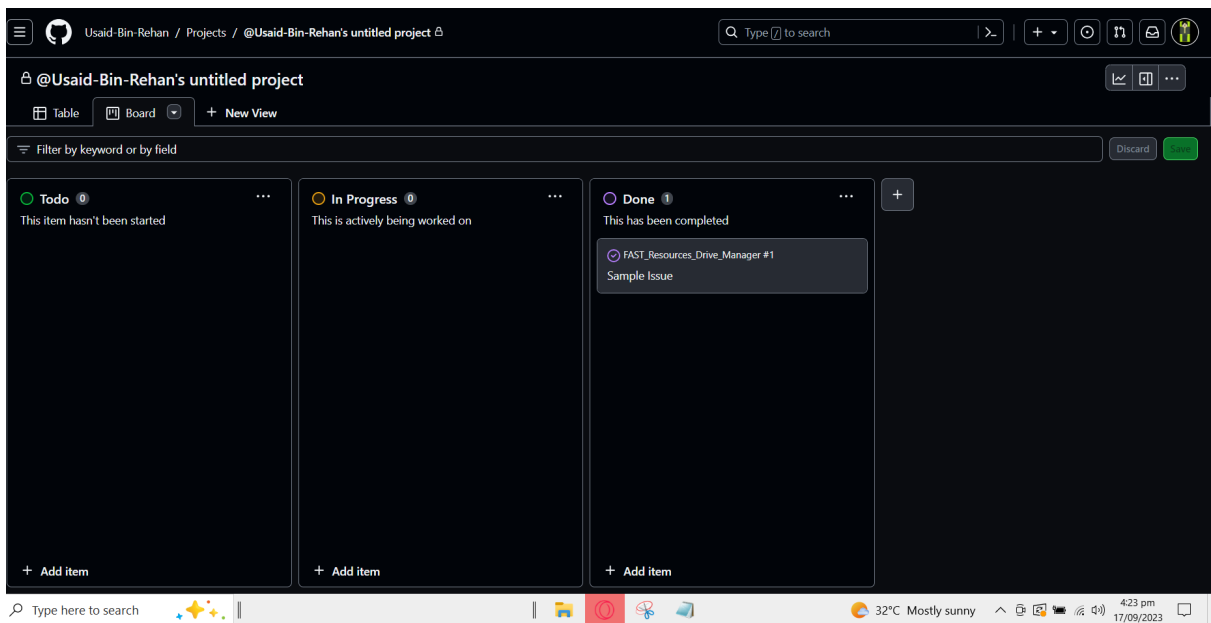 Usaid-Bin-Rehan / Projects / @Usaid-Bin-Rehan's untitled project
Type / to search
@Usaid-Bin-Rehan's untitled project
Table
Board
+ New View
Filter by keyword or by field
Discard
Save
Todo 0
This item hasn't been started
In Progress 0
This is actively being worked on
Done 1
This has been completed
FAST_Resources_Drive_Manager #1
Sample Issue
+ Add item
+ Add item
+ Add item
Type here to search
32°C Mostly sunny
4:23 pm
17/09/2023